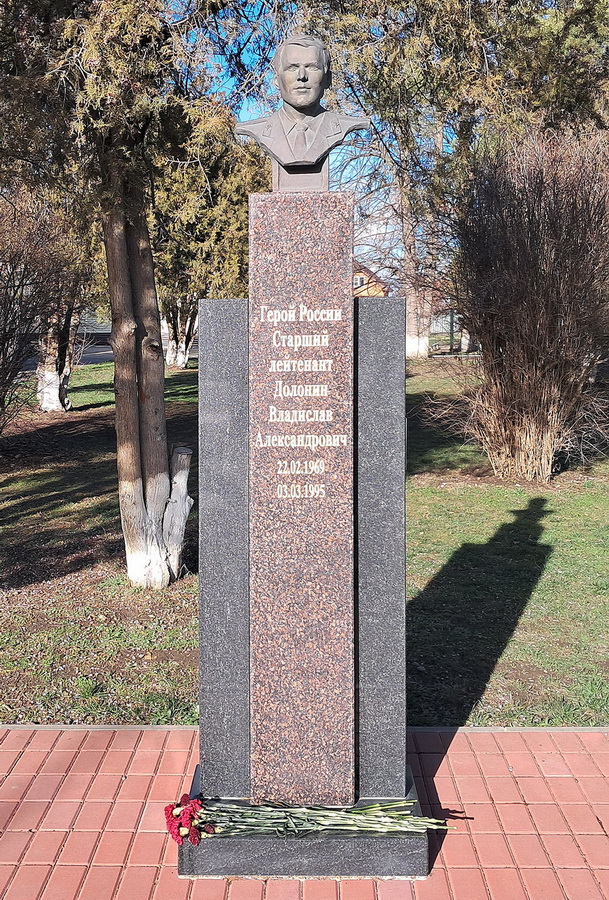 Герой России
Старший
лейтенант
Долонин
Владислав
Александрович
22.02.1969
03.03.1995